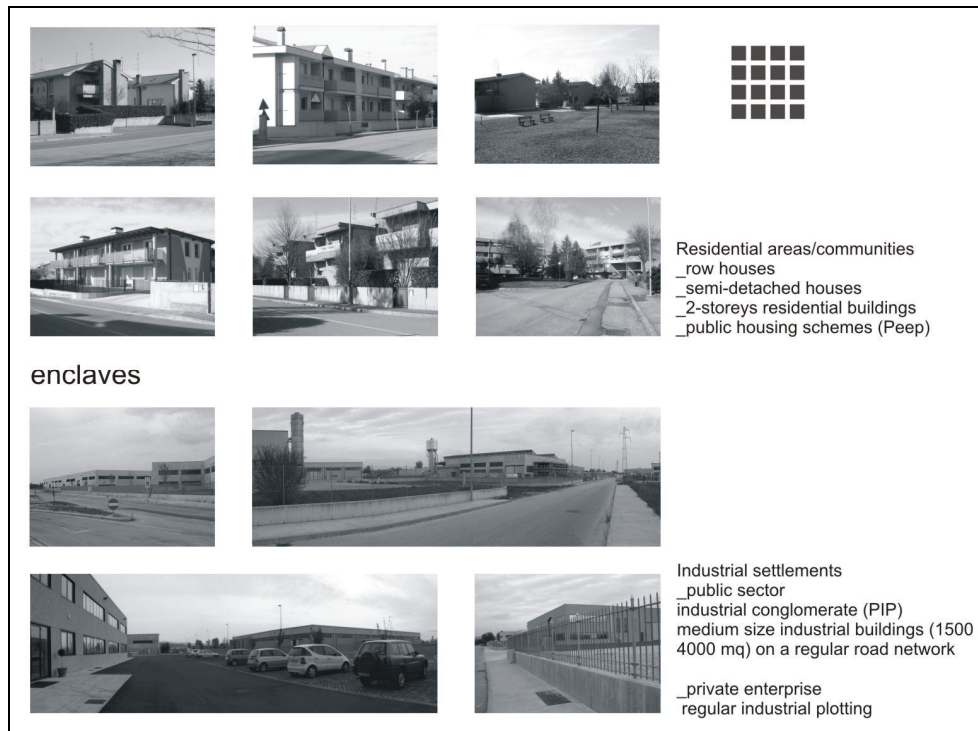 Residential areas/communities
_row houses
_semi-detached houses
_2-storeys residential buildings
_public housing schemes (Peep)
enclaves
Industrial settlements
_public sector
industrial conglomerate (PIP)
medium size industrial buildings (1500
4000 mq) on a regular road network
_private enterprise
regular industrial plotting